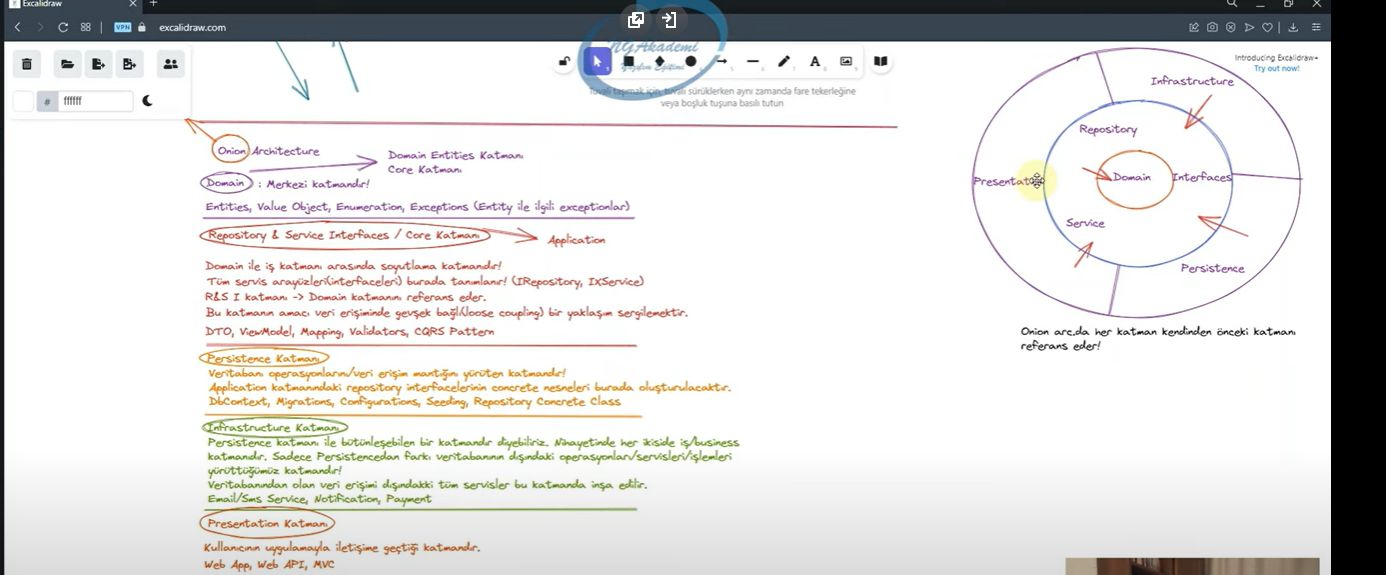 Excalidraw
VPN
excalidraw.com
NGAkademi
Yazılım Eğitimi
# ffffff
Tuvali taşımak için, tuvali sürüklerken aynı zamanda fare tekerleğine
veya boşluk tuşuna basılı tutun
Introducing Excalidraw+
Try out now!
Onion Architecture
Domain Entities Katmanı
Core Katmanı
Domain : Merkezi katmandır!
Entities, Value Object, Enumeration, Exceptions (Entity ile ilgili exceptionlar)
Repository & Service Interfaces / Core Katmanı
Application
Domain ile iş katmanı arasında soyutlama katmanıdır!
Tüm servis arayüzleri(interfaceleri) burada tanımlanır! (IRepository, IXService)
R&S I katmanı -> Domain katmanını referans eder.
Bu katmanın amacı veri erişiminde gevşek bağlı(loose coupling) bir yaklaşım sergilemektir.
DTO, ViewModel, Mapping, Validators, CQRS Pattern
Persistence Katmanı
Veritabanı operasyonlarını/veri erişim mantığını yürüten katmandır!
Application katmanındaki repository interfacelerinin concrete nesneleri burada oluşturulacaktır.
DbContext, Migrations, Configurations, Seeding, Repository Concrete Class
Infrastructure Katmanı
Persistence katmanı ile bütünleşebilen bir katmandır diyebiliriz. Nihayetinde her ikiside iş/business
katmandır. Sadece Persistencedan farkı veritabanının dışındaki operasyonları/servisleri/işlemleri
yürüttüğümüz katmandır!
Veritabanından olan veri erişimi dışındakki tüm servisler bu katmanda inşa edilir.
Email/Sms Service, Notification, Payment
Presentation Katmanı
Kullanıcının uygulamayla iletişime geçtiği katmandır.
Web App, Web API, MVC
Infrastructure
Repository
Presentation
Domain
Interfaces
Service
Persistence
Onion arc.da her katman kendinden önceki katmanı
referans eder!